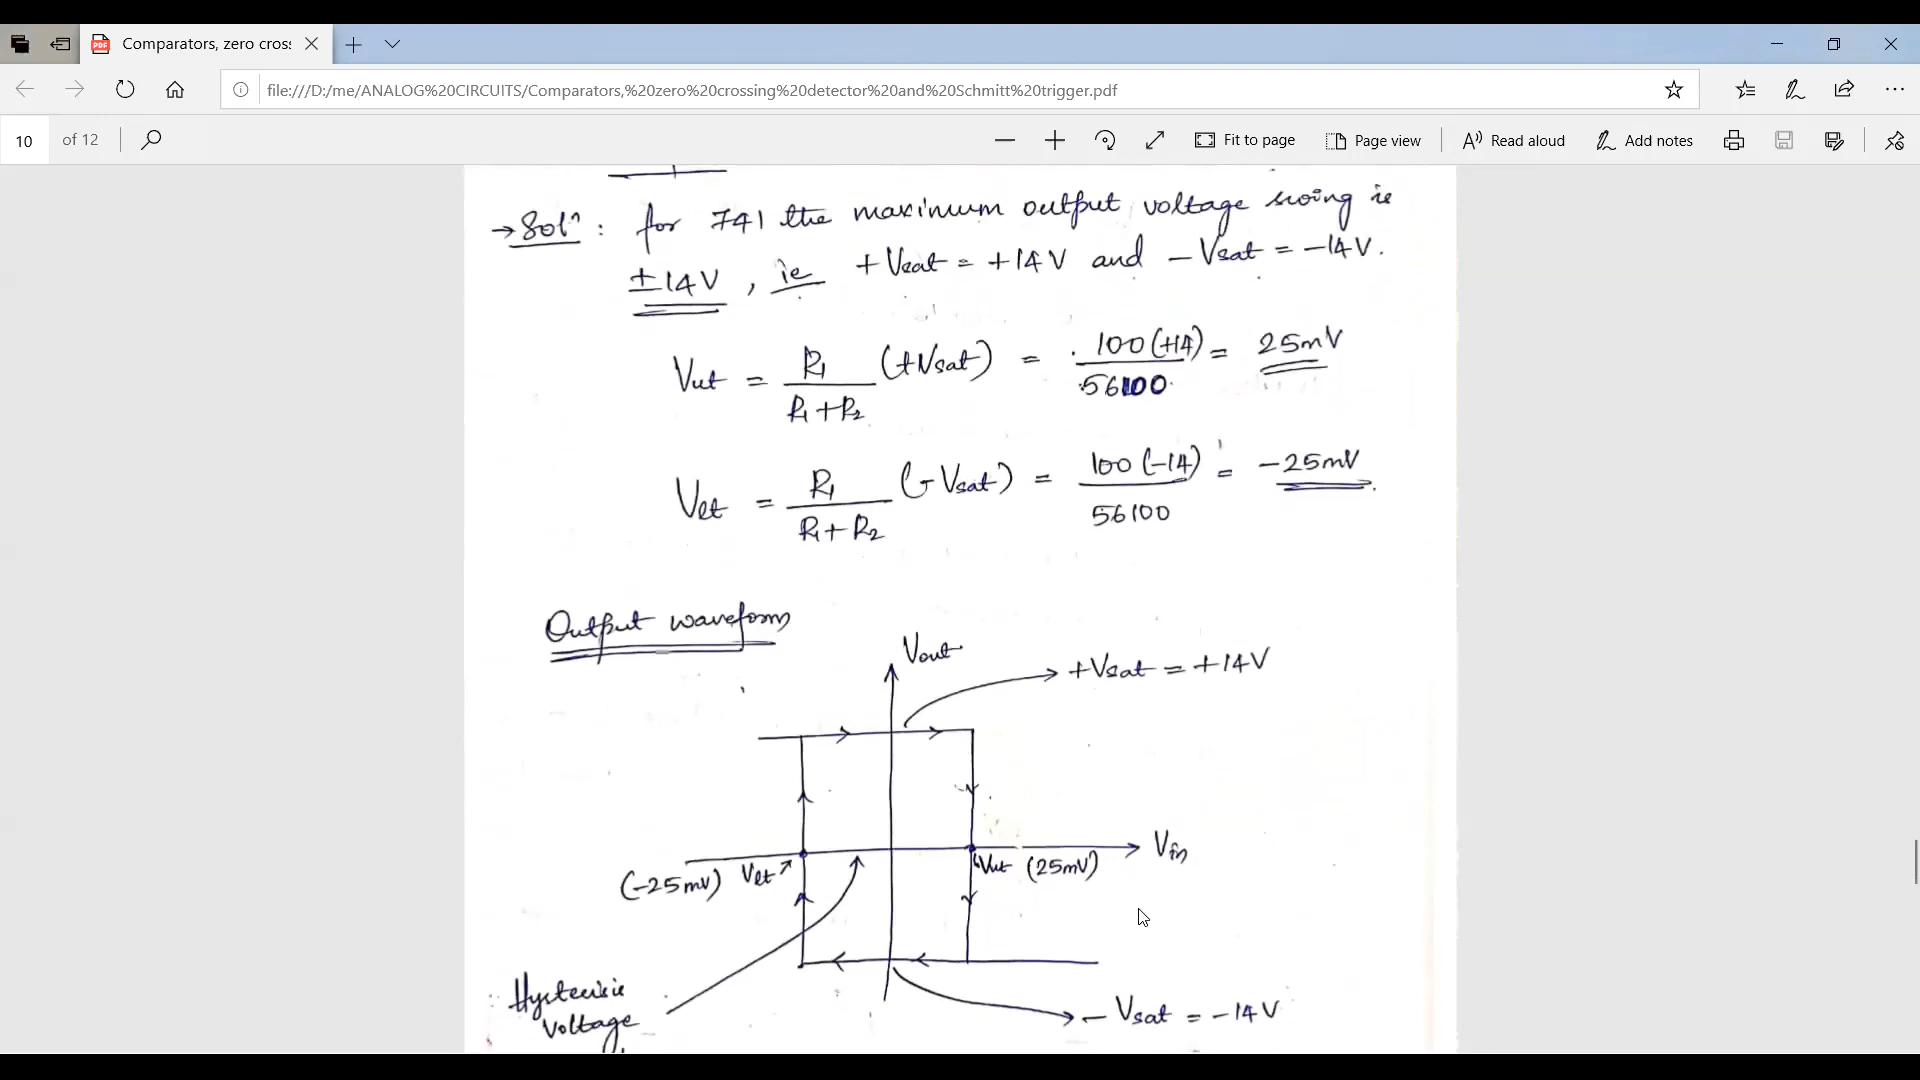 Comparators, zero cross
file:///D:/me/ANALOG%20CIRCUITS/Comparators,%20zero%20crossing%20detector%20and%20Schmitt%20trigger.pdf
10 of 12 Fit to page Page view Read aloud Add notes
→ Solⁿ : for 741 the maximum output voltage swing is
±14V, ie +Vsat = +14V and -Vsat = -14V.
Vut = R1/(R1+R2) (+Vsat) = 100(+14)/56100 = 25mV
Vlt = R1/(R1+R2) (-Vsat) = 100(-14)/56100 = -25mV
Output waveform
Vout
+Vsat = +14V
Vin
(-25mV) Vlt
Vut (25mV)
Hysterisis
Voltage
-Vsat = -14V